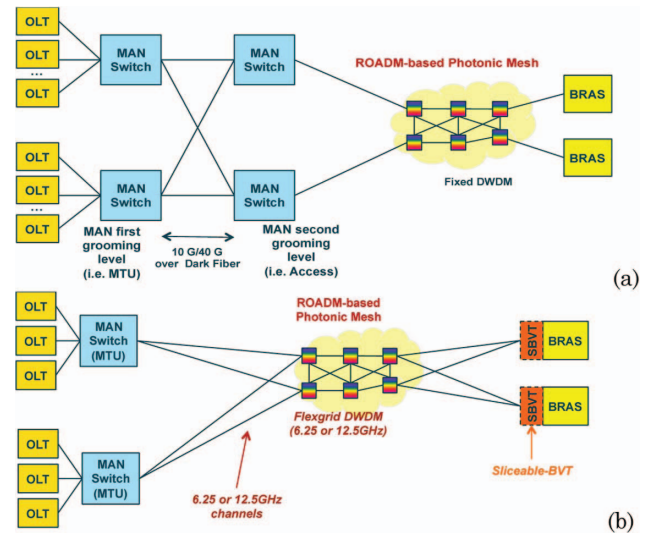 OLT
OLT
...
OLT
MAN
Switch
MAN
Switch
ROADM-based Photonic Mesh
BRAS
OLT
OLT
...
OLT
MAN
Switch
MAN
Switch
Fixed DWDM
BRAS
MAN first
grooming
level
(i.e. MTU)
10 G/40 G
over Dark Fiber
MAN second
grooming
level
(i.e. Access)
(a)
OLT
OLT
OLT
MAN
Switch
(MTU)
ROADM-based
Photonic Mesh
SBVT
BRAS
OLT
OLT
OLT
MAN
Switch
(MTU)
Flexgrid DWDM
(6.25 or 12.5GHz)
SBVT
BRAS
Sliceable-BVT
6.25 or 12.5GHz
channels
(b)